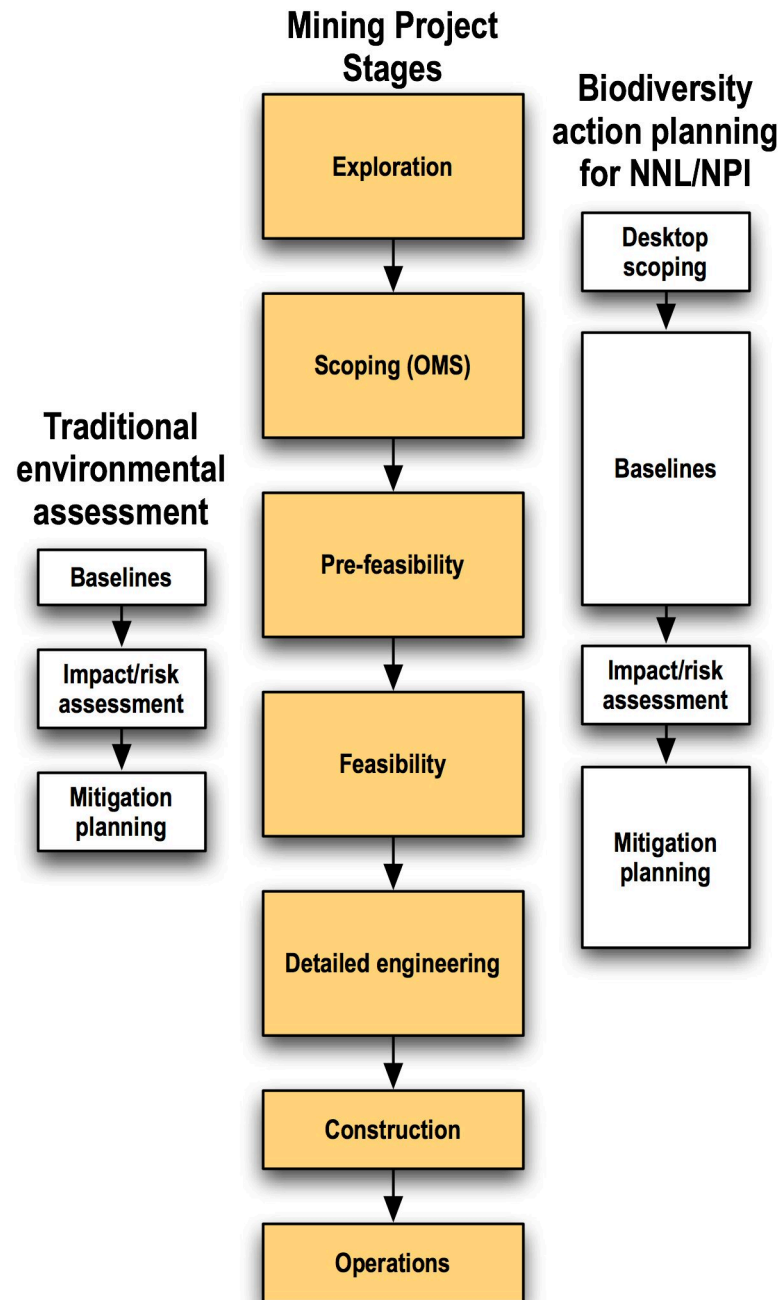 Mining Project
Stages
Exploration
Scoping (OMS)
Pre-feasibility
Feasibility
Detailed engineering
Construction
Operations
Traditional
environmental
assessment
Baselines
Impact/risk
assessment
Mitigation
planning
Biodiversity
action planning
for NNL/NPI
Desktop
scoping
Baselines
Impact/risk
assessment
Mitigation
planning